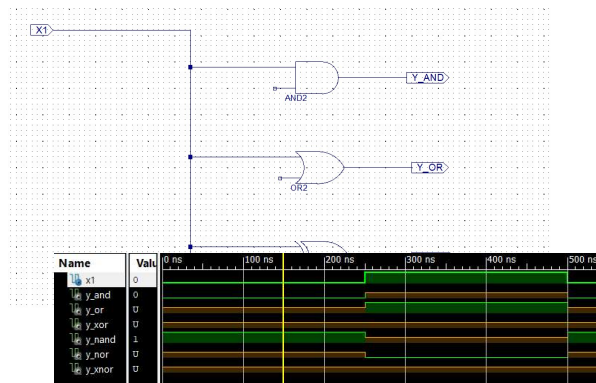 X1
Y_AND
AND2
Y_OR
OR2
Name Valu 0 ns 100 ns 200 ns 300 ns 400 ns 500 ns
x1 0
y_and 0
y_or U
y_xor U
y_nand 1
y_nor U
y_xnor U